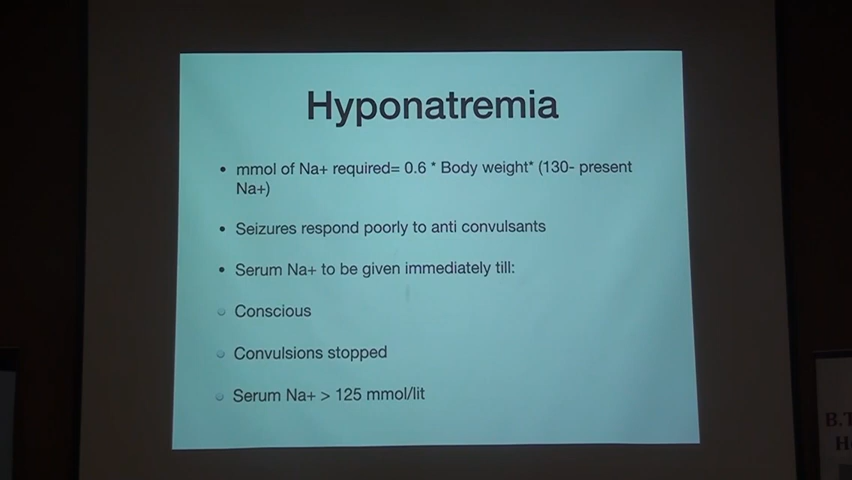 Hyponatremia
• mmol of Na+ required= 0.6 * Body weight* (130- present
Na+)
• Seizures respond poorly to anti convulsants
• Serum Na+ to be given immediately till:
Conscious
Convulsions stopped
Serum Na+ > 125 mmol/lit